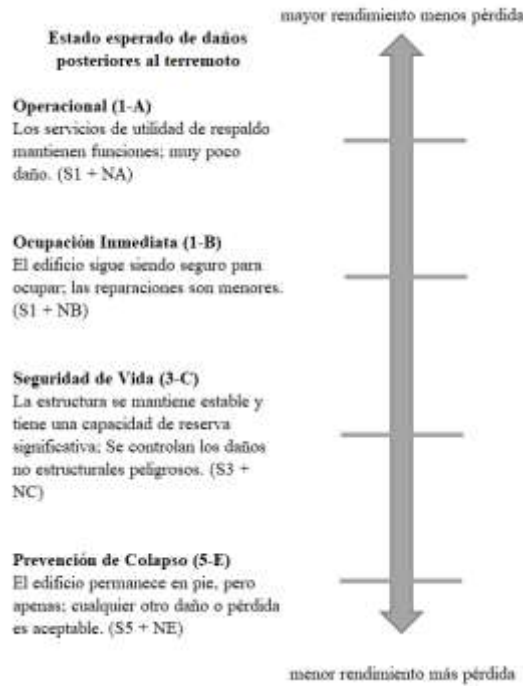 mayor rendimiento menos pérdida
Estado esperado de daños
posteriores al terremoto
Operacional (1-A)
Los servicios de utilidad de respaldo
mantienen funciones; muy poco
daño. (S1 + NA)
Ocupación Inmediata (1-B)
El edificio sigue siendo seguro para
ocupar; las reparaciones son menores.
(S1 + NB)
Seguridad de Vida (3-C)
La estructura se mantiene estable y
tiene una capacidad de reserva
significativa; Se controlan los daños
no estructurales peligrosos. (S3 +
NC)
Prevención de Colapso (5-E)
El edificio permanece en pie, pero
apenas; cualquier otro daño o pérdida
es aceptable. (S5 + NE)
menor rendimiento más pérdida